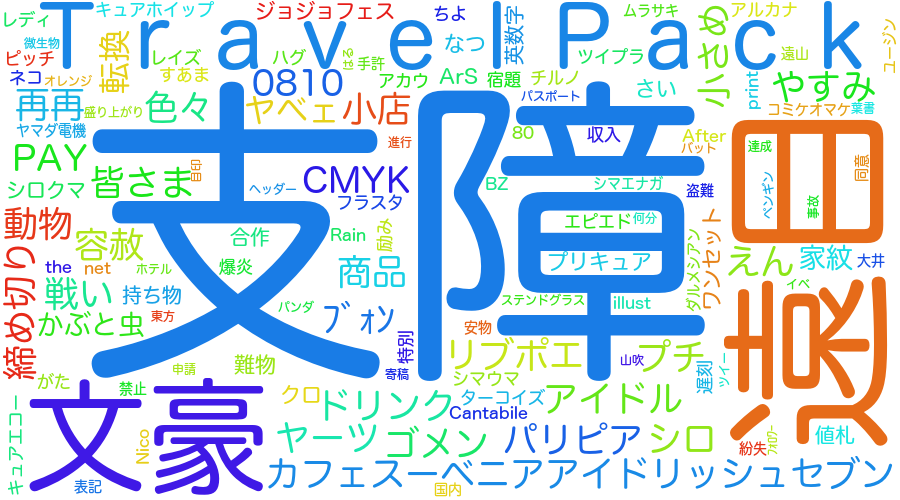 レディ
キュアホイップ
ジョジョフェス
ちよ
ムラサキ
アルカナ
Travel Pack
微生物
ピッチ
転換
レイズ
ハグ
はる
手許
なつ
英数字
ツイプラ
小さめ
遠山
ユージン
ネコ
オレンジ
すあま
0810
アカウ
ArS
宿題
チルノ
さい
print
やすみ
再再
盛り上がり
色々
ヤベェ
小店
パスポート
コミケオマケ
葉書
ヤマダ電機
進行
80
収入
After
バット
PAY
支障
目
達成
同意
シロクマ
皆さま
目印
ヘッダー
CMYK
BZ
シマエナガ
盗難
ペンギン
事故
フラスタ
動物
容赦
合作
Rain
励み
エピエド
何分
ダルメシアン
ワンセット
えん
家紋
大井
the
net
ホテル
爆炎
商品
プリキュア
締め切り
戦い
持ち物
パンダ
ステンドグラス
illust
イベ
速
かぶと虫
東方
ブォン
特別
安物
がた
禁止
申請
難物
寄稿
リブポエ
山吹
プチ
遅刻
ツイー
シマウマ
キュアエコー
文豪
クロ
ドリンク
ターコイズ
Cantabile
アイドル
Nico
ヤーツ
ゴメン
パリピア
シロ
紛失
フォロワー
値札
表記
カフェスーベニアアイドリッシュセブン
国内